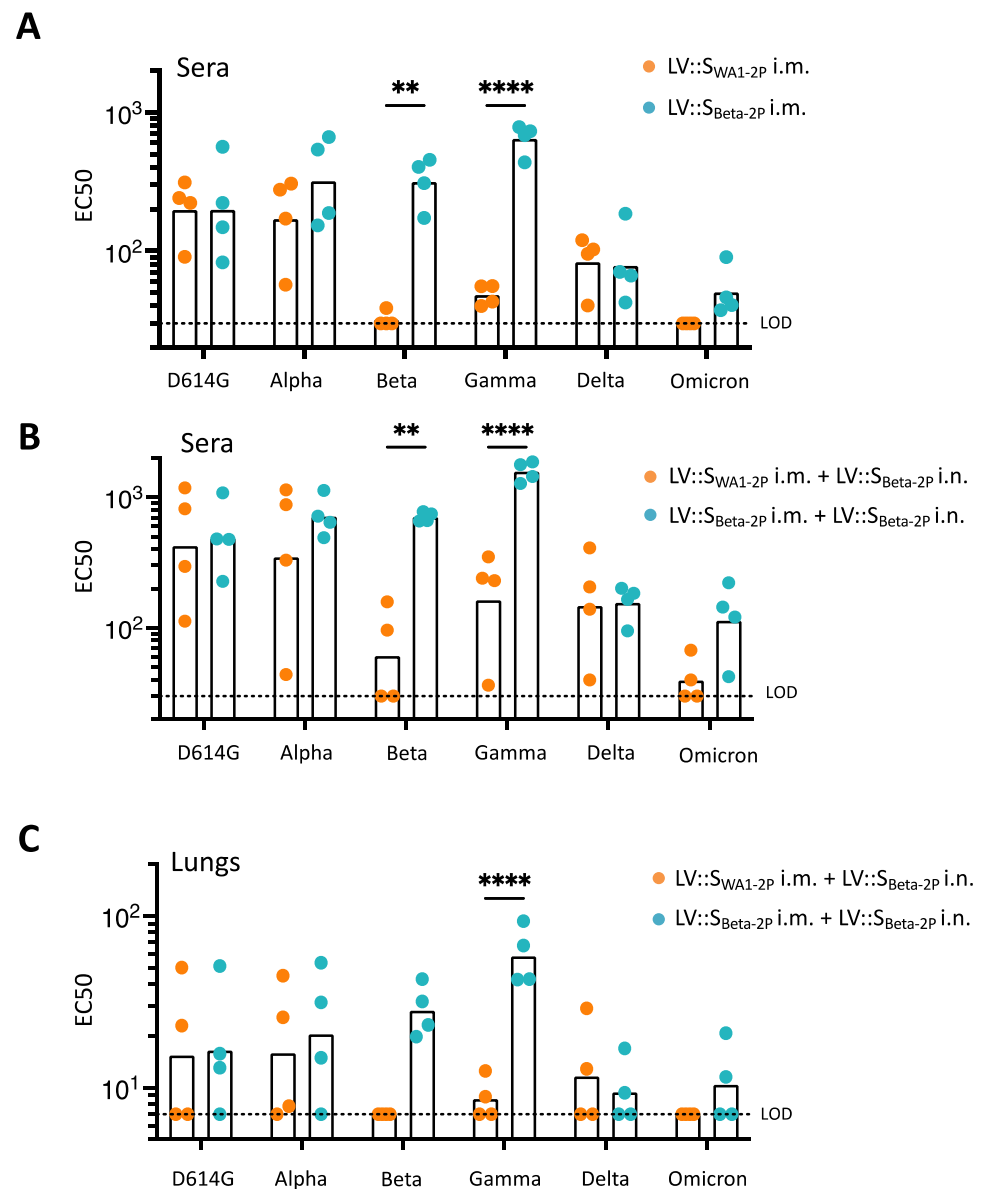 A
Sera
LV::SWA1-2P i.m.
LV::SBeta-2P i.m.
** ****
10³
10²
EC50
LOD
D614G Alpha Beta Gamma Delta Omicron
B
Sera
LV::SWA1-2P i.m. + LV::SBeta-2P i.n.
LV::SBeta-2P i.m. + LV::SBeta-2P i.n.
** ****
10³
10²
EC50
LOD
D614G Alpha Beta Gamma Delta Omicron
C
Lungs
LV::SWA1-2P i.m. + LV::SBeta-2P i.n.
LV::SBeta-2P i.m. + LV::SBeta-2P i.n.
****
10²
10¹
EC50
LOD
D614G Alpha Beta Gamma Delta Omicron